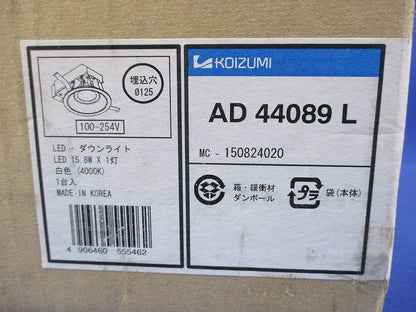 埋込穴
Ø125
100-254V
LED・ダウンライト
LED 15.8W X 1灯
白色 (4000K)
1台入
MADE IN KOREA
4 906460 555462
KOIZUMI
AD 44089 L
MC - 150824020
箱・緩衝材
ダンボール
プラ
袋(本体)